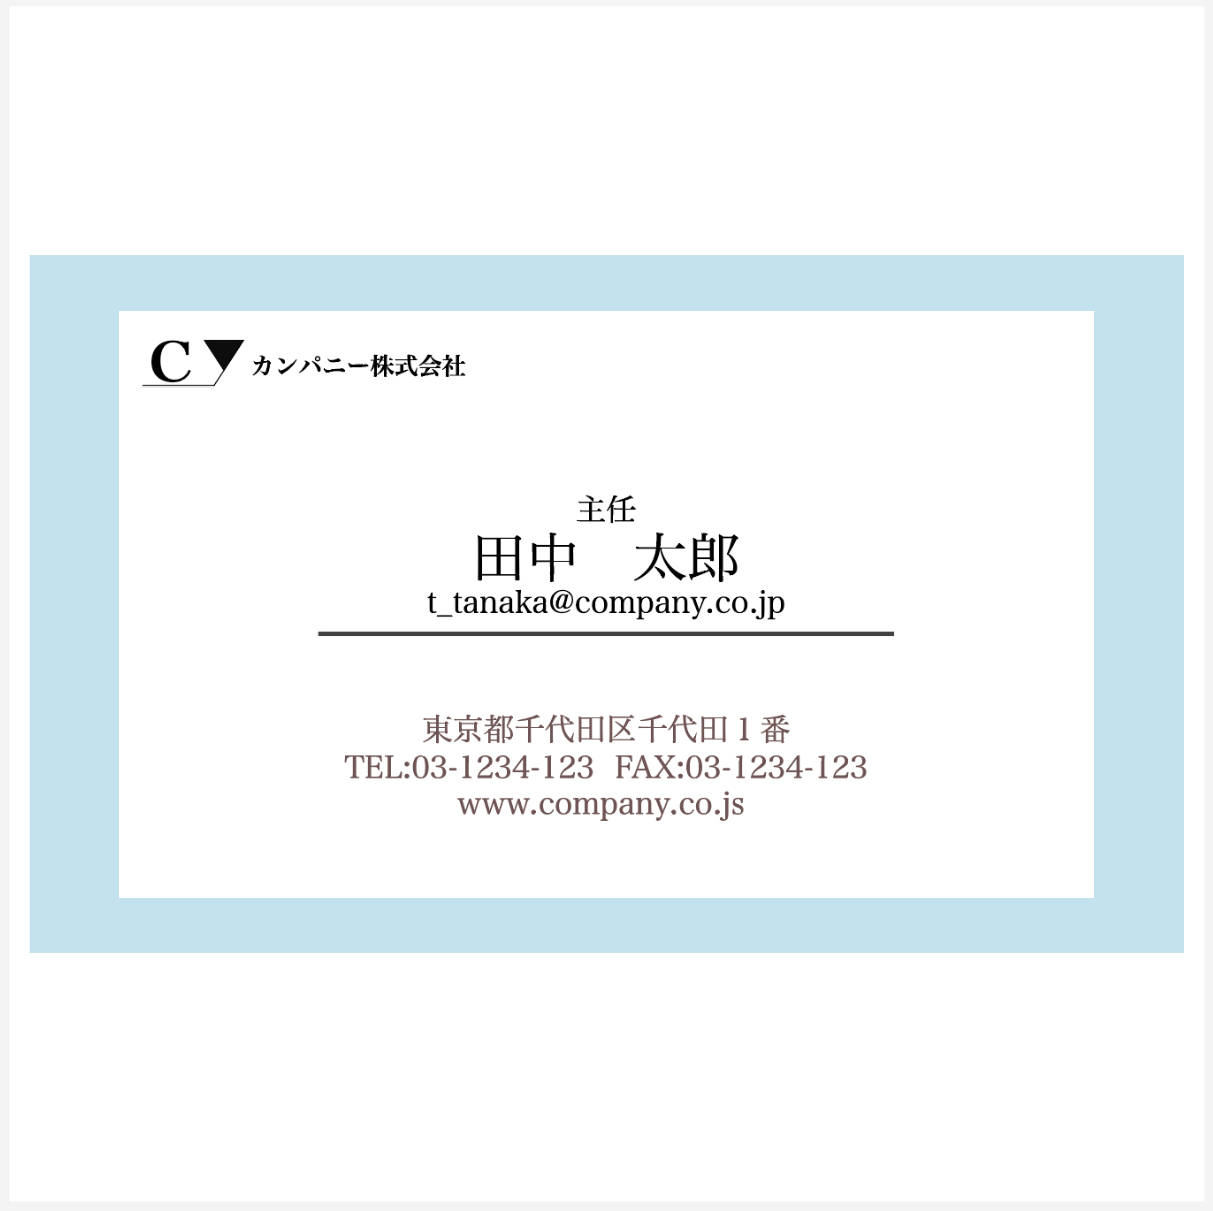 C カンパニー株式会社
主任
田中　太郎
t_tanaka@company.co.jp
東京都千代田区千代田１番
TEL:03-1234-123  FAX:03-1234-123
www.company.co.js